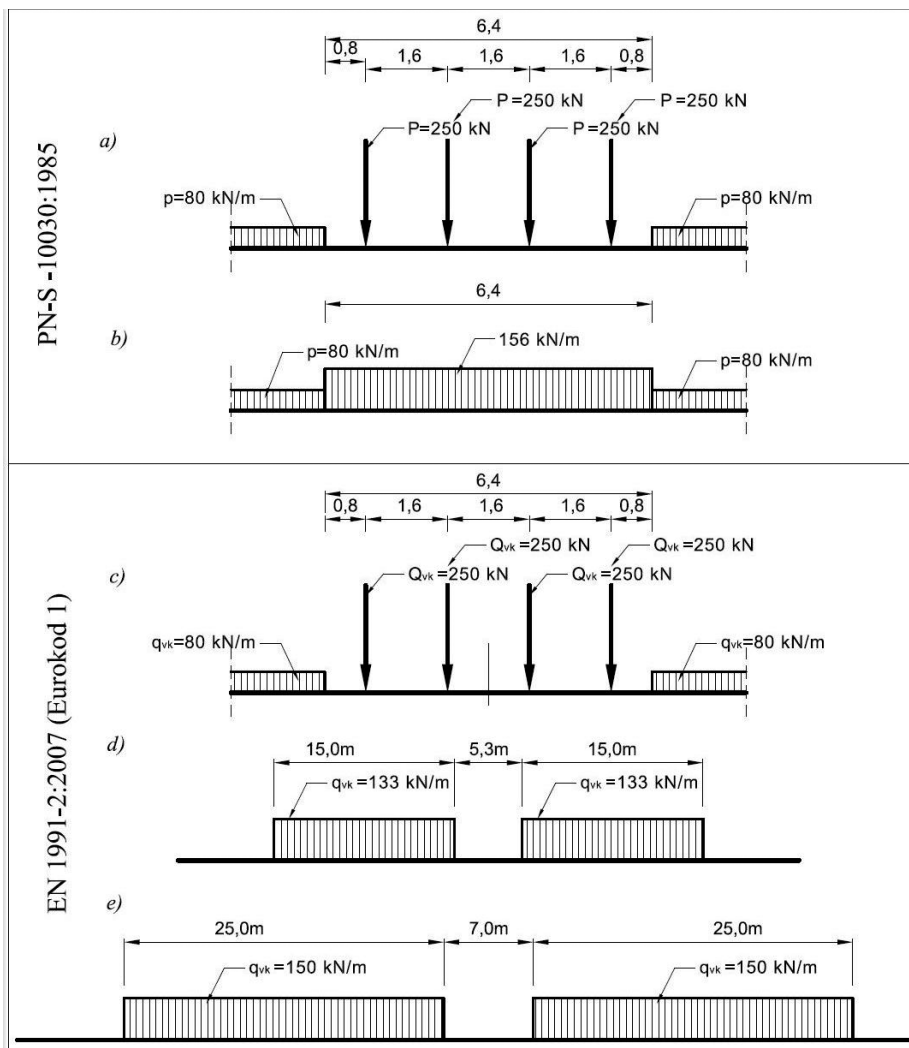 PN-S -10030:1985
a)
6,4
0,8 1,6 1,6 1,6 0,8
P =250 kN P =250 kN
P=250 kN P =250 kN
p=80 kN/m p=80 kN/m
b)
6,4
p=80 kN/m 156 kN/m p=80 kN/m
EN 1991-2:2007 (Eurokod 1)
c)
6,4
0,8 1,6 1,6 1,6 0,8
Qvk =250 kN Qvk =250 kN
Qvk=250 kN Qvk =250 kN
qvk=80 kN/m qvk=80 kN/m
d)
15,0m 5,3m 15,0m
qvk=133 kN/m qvk=133 kN/m
e)
25,0m 7,0m 25,0m
qvk=150 kN/m qvk=150 kN/m